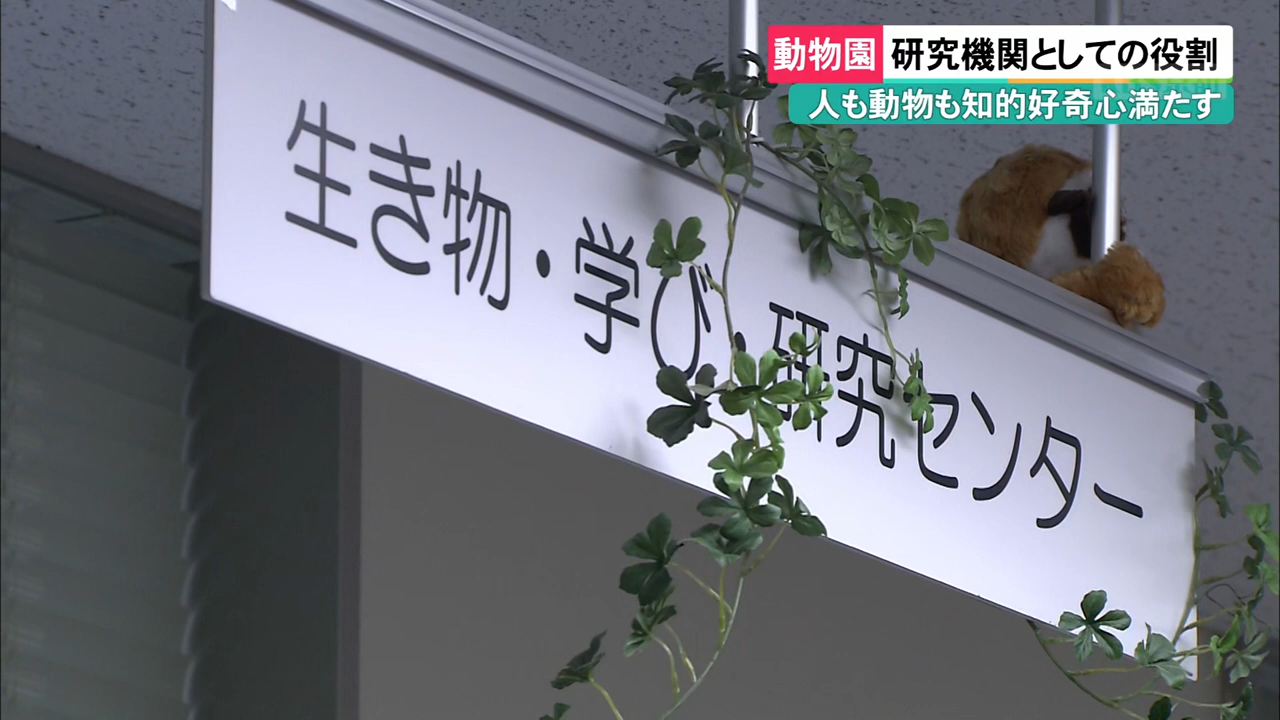 動物園 研究機関としての役割
人も動物も知的好奇心満たす
生き物・学び・研究センター